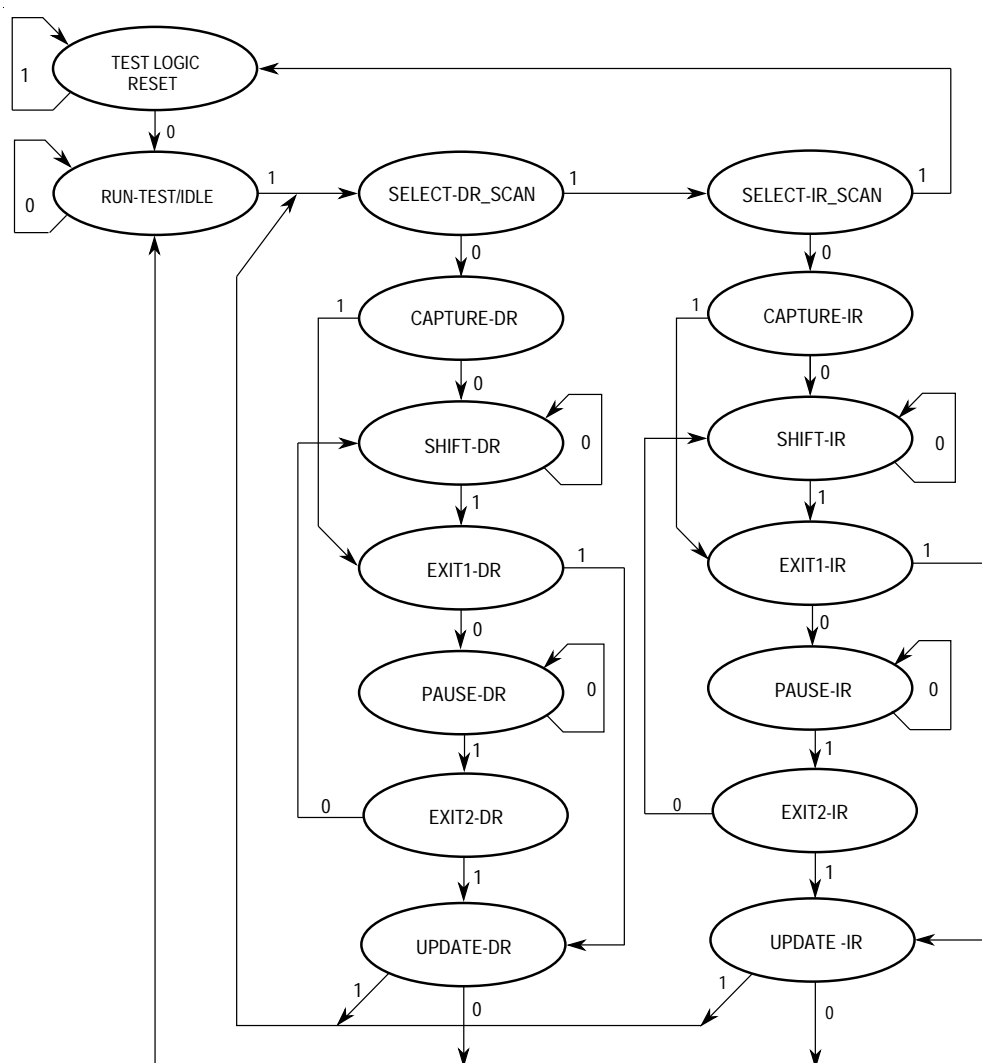 TEST LOGIC
RESET
1
0
RUN-TEST/IDLE
0
1
SELECT-DR_SCAN
1
SELECT-IR_SCAN
1
0
0
CAPTURE-DR
1
CAPTURE-IR
1
0
0
SHIFT-DR
0
SHIFT-IR
0
1
1
EXIT1-DR
1
EXIT1-IR
1
0
0
PAUSE-DR
0
PAUSE-IR
0
1
1
EXIT2-DR
0
EXIT2-IR
0
1
1
UPDATE-DR
UPDATE -IR
1
0
1
0